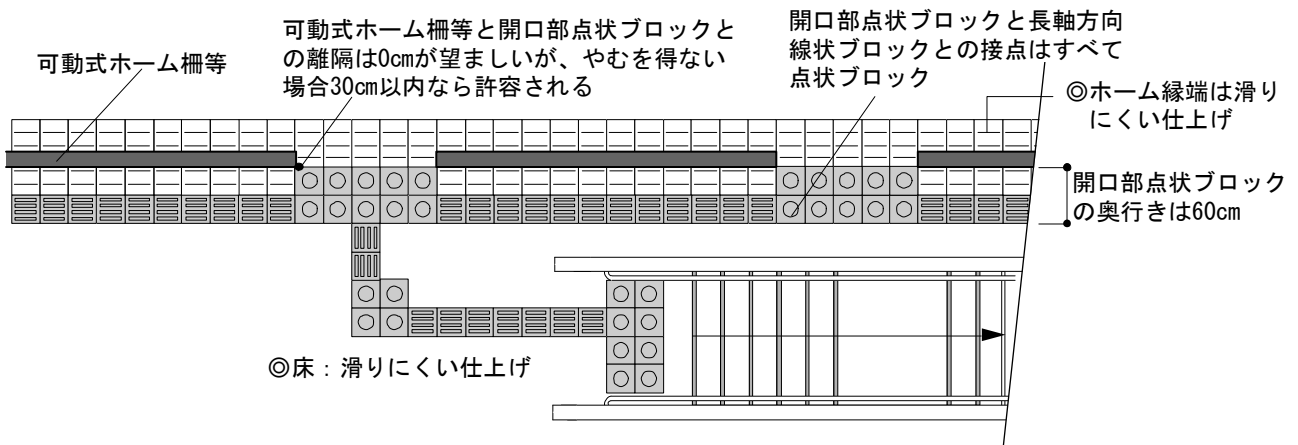 可動式ホーム柵等
可動式ホーム柵等と開口部点状ブロックと
の離隔は0cmが望ましいが、やむを得ない
場合30cm以内なら許容される
開口部点状ブロックと長軸方向
線状ブロックとの接点はすべて
点状ブロック
◎ホーム縁端は滑り
にくい仕上げ
開口部点状ブロック
の奥行きは60cm
◎床：滑りにくい仕上げ